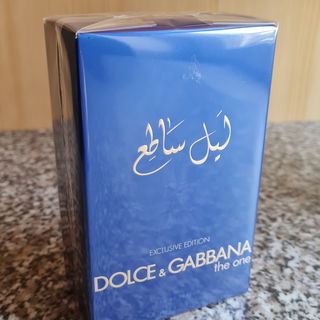 ليل ساطع
EXCLUSIVE EDITION
DOLCE & GABBANA
the one